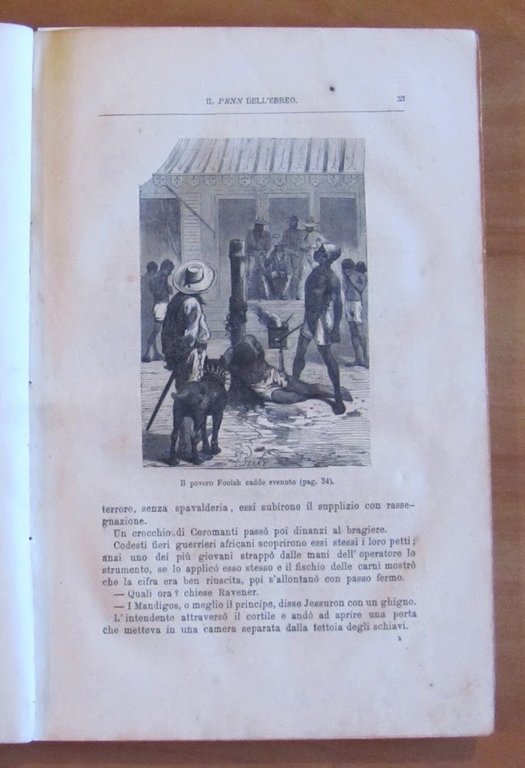 IL PENN DELL'EBREO. 33
Il povero Foolah cadde svenuto (pag. 34).
terrore, senza spavalderia, essi subirono il supplizio con rasse-
gnazione.
Un crocchio di Coromanti passò poi dinanzi al bragiere.
Codesti fieri guerrieri africani scoprirono essi stessi i loro petti;
anzi uno dei più giovani strappò dalle mani dell'operatore lo
strumento, se lo applicò esso stesso e il fischio delle carni mostrò
che la cifra era ben riuscita, poi s'allontanò con passo fermo.
— Quali ora? chiese Ravener.
— I Mandigos, o meglio il principe, disse Jessuron con un ghigno.
L'intendente attraversò il cortile e andò ad aprire una porta
che metteva in una camera separata dalla tettoia degli schiavi.